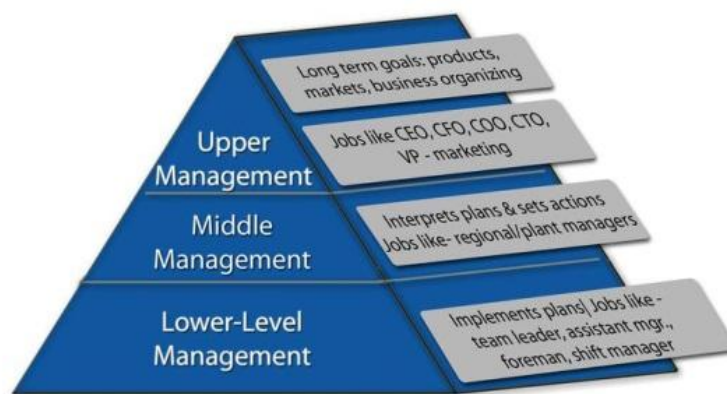 Long term goals: products,
markets, business organizing
Upper
Management
Jobs like CEO, CFO, COO, CTO,
VP - marketing
Middle
Management
Interprets plans & sets actions
Jobs like- regional/plant managers
Lower-Level
Management
Implements plans| Jobs like -
team leader, assistant mgr.,
foreman, shift manager